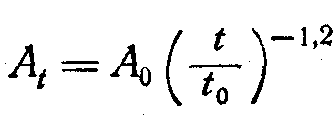 A_t = A_0 (t / t_0)^{-1,2}